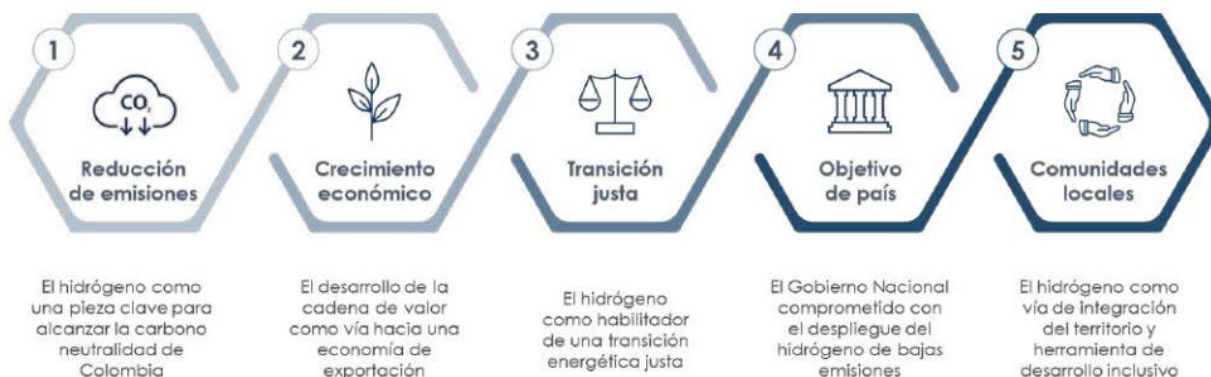 1
CO₂
Reducción
de emisiones
El hidrógeno como
una pieza clave para
alcanzar la carbono
neutralidad de
Colombia
2
Crecimiento
económico
El desarrollo de la
cadena de valor
como vía hacia una
economía de
exportación
3
Transición
justa
El hidrógeno
como habilitador
de una transición
energética justa
4
Objetivo
de país
El Gobierno Nacional
comprometido con
el despliegue del
hidrógeno de bajas
emisiones
5
Comunidades
locales
El hidrógeno como
vía de integración
del territorio y
herramienta de
desarrollo inclusivo